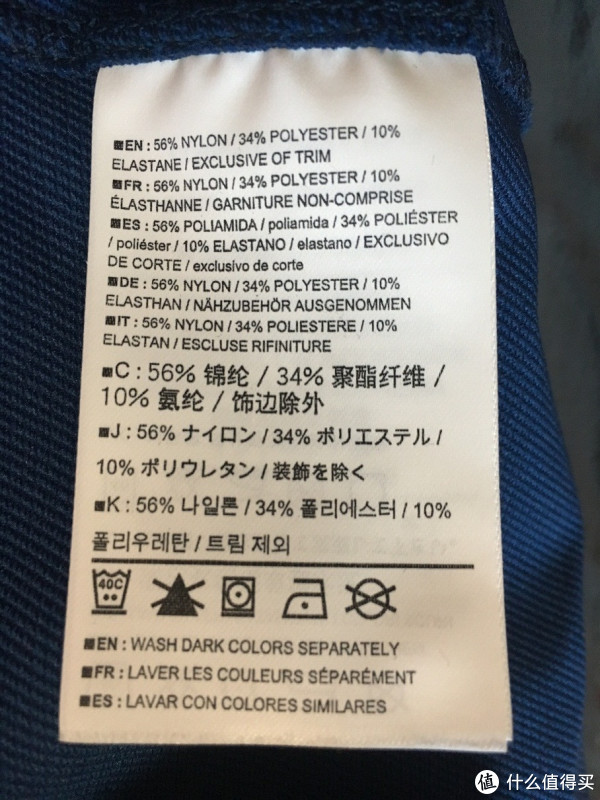 EN : 56% NYLON / 34% POLYESTER / 10%
ELASTANE / EXCLUSIVE OF TRIM
FR : 56% NYLON / 34% POLYESTER / 10%
ÉLASTHANNE / GARNITURE NON-COMPRISE
ES : 56% POLIAMIDA / poliamida / 34% POLIÉSTER
/ poliéster / 10% ELASTANO / elastano / EXCLUSIVO
DE CORTE / exclusivo de corte
DE : 56% NYLON / 34% POLYESTER / 10%
ELASTHAN / NÄHZUBEHÖR AUSGENOMMEN
IT : 56% NYLON / 34% POLIESTERE / 10%
ELASTAN / ESCLUSE RIFINITURE
C : 56% 锦纶 / 34% 聚酯纤维 /
10% 氨纶 / 饰边除外
J : 56% ナイロン / 34% ポリエステル /
10% ポリウレタン / 装飾を除く
K : 56% 나일론 / 34% 폴리에스터 / 10%
폴리우레탄 / 트림 제외
40C
EN : WASH DARK COLORS SEPARATELY
FR : LAVER LES COULEURS SÉPARÉMENT
ES : LAVAR CON COLORES SIMILARES
值 什么值得买